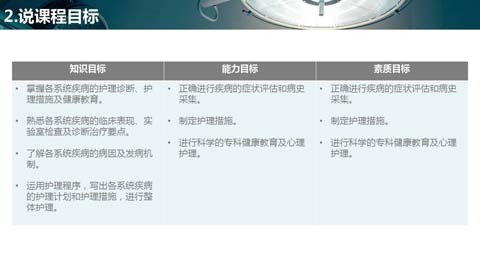 2.说课程目标
知识目标
能力目标
素质目标
• 掌握各系统疾病的护理诊断、护
理措施及健康教育。
• 熟悉各系统疾病的临床表现、实
验室检查及诊断治疗要点。
• 了解各系统疾病的病因及发病机
制。
• 运用护理程序，写出各系统疾病
的护理计划和护理措施，进行整
体护理。
• 正确进行疾病的症状评估和病史
采集。
• 制定护理措施。
• 进行科学的专科健康教育及心理
护理。
• 正确进行疾病的症状评估和病史
采集。
• 制定护理措施。
• 进行科学的专科健康教育及心理
护理。